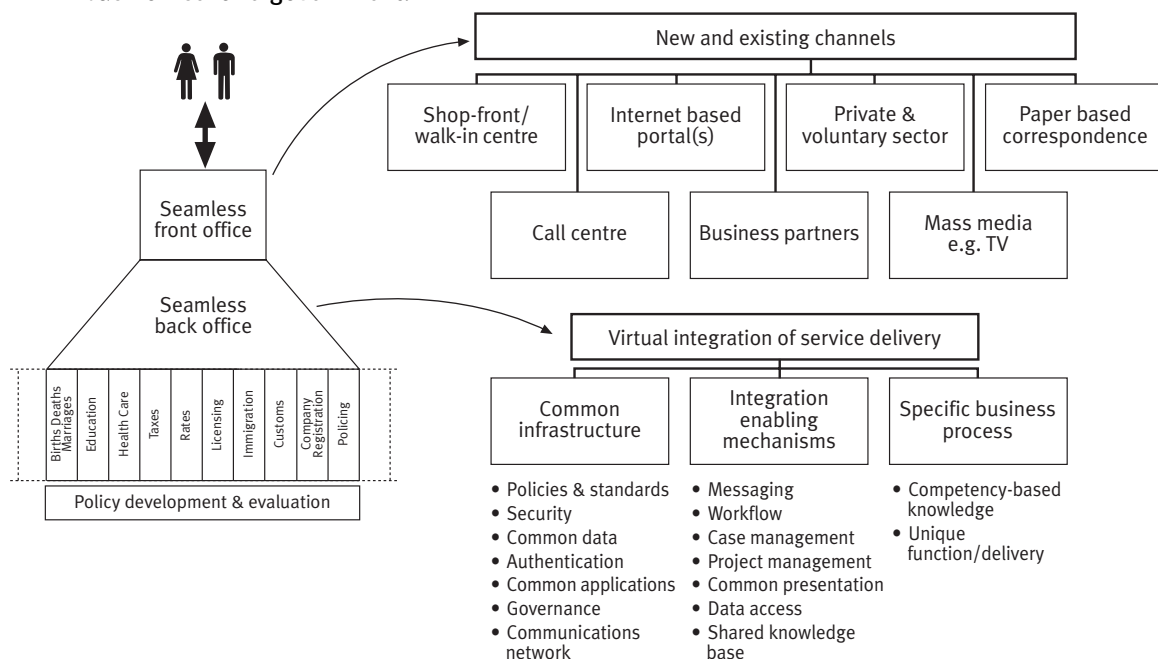 New and existing channels
Shop-front/
walk-in centre
Internet based
portal(s)
Private &
voluntary sector
Paper based
correspondence
Call centre
Business partners
Mass media
e.g. TV
Seamless
front office
Seamless
back office
Births Deaths
Marriages
Education
Health Care
Taxes
Rates
Licensing
Immigration
Customs
Company
Registration
Policing
Policy development & evaluation
Virtual integration of service delivery
Common
infrastructure
Integration
enabling
mechanisms
Specific business
process
• Policies & standards
• Security
• Common data
• Authentication
• Common applications
• Governance
• Communications
network
• Messaging
• Workflow
• Case management
• Project management
• Common presentation
• Data access
• Shared knowledge
base
• Competency-based
knowledge
• Unique
function/delivery